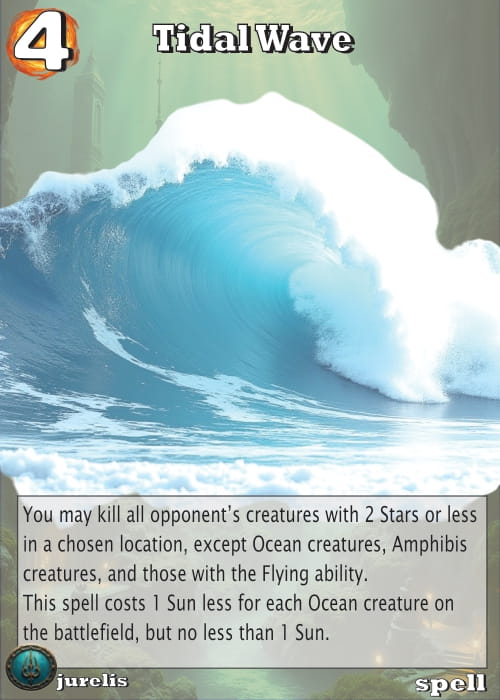 4
Tidal Wave
You may kill all opponent's creatures with 2 Stars or less
in a chosen location, except Ocean creatures, Amphibis
creatures, and those with the Flying ability.
This spell costs 1 Sun less for each Ocean creature on
the battlefield, but no less than 1 Sun.
jurelis
spell